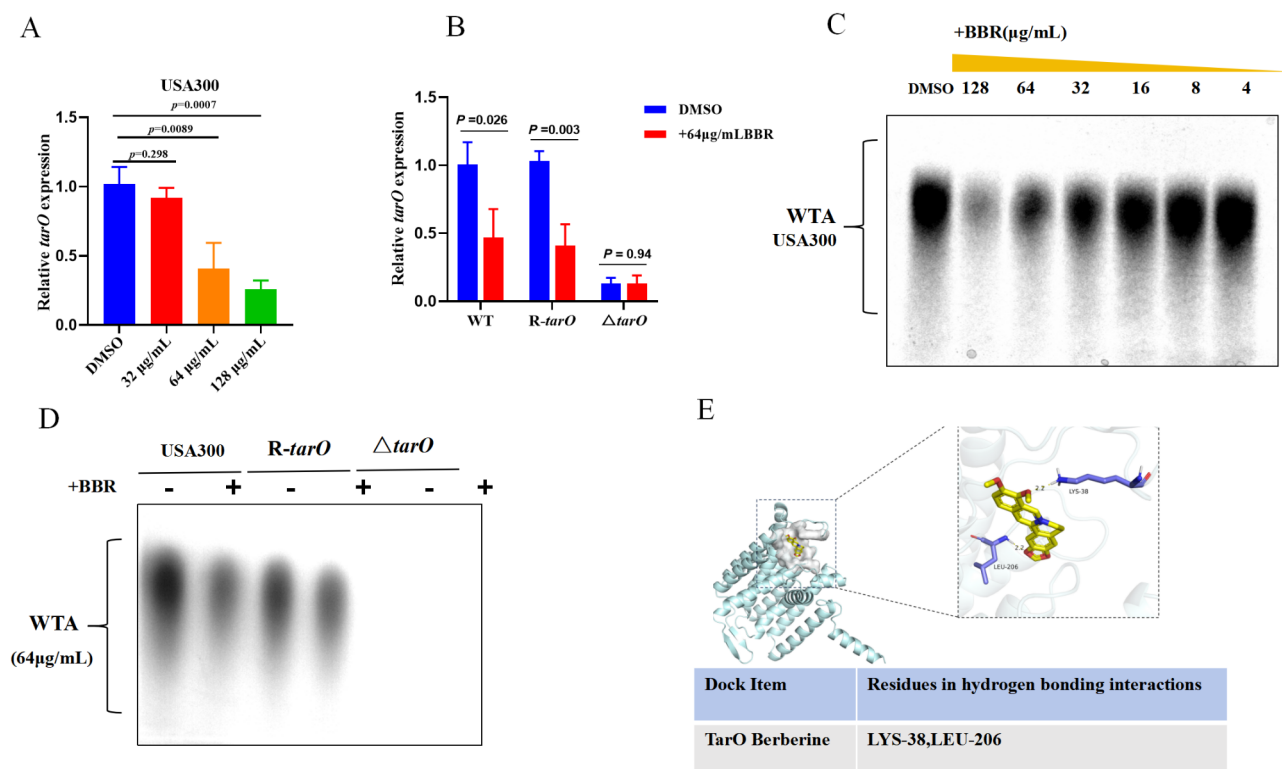 A
USA300
p=0.0007
p=0.0089
p=0.298
Relative tarO expression
1.5
1.0
0.5
0.0
DMSO
32 µg/mL
64 µg/mL
128 µg/mL
B
DMSO
+64µg/mLBBR
P =0.026
P =0.003
P = 0.94
Relative tarO expression
1.5
1.0
0.5
0.0
WT
R-tarO
△tarO
C
+BBR(µg/mL)
DMSO 128 64 32 16 8 4
WTA
USA300
D
USA300 R-tarO △tarO
+BBR - + - + - +
WTA
(64µg/mL)
E
2.2
LYS-38
2.2
LEU-206
Dock Item Residues in hydrogen bonding interactions
TarO Berberine LYS-38,LEU-206